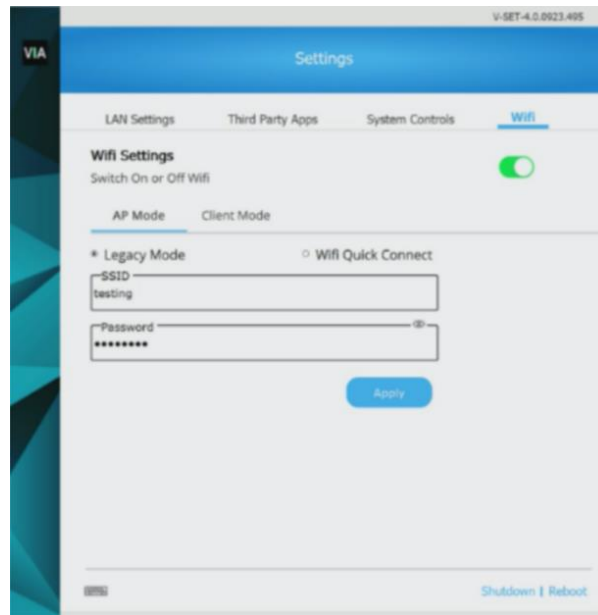 V-SET-4.0.0923.495
VIA
Settings
LAN Settings Third Party Apps System Controls Wifi
Wifi Settings
Switch On or Off Wifi
AP Mode Client Mode
Legacy Mode Wifi Quick Connect
SSID
testing
Password
••••••••
Apply
Shutdown | Reboot